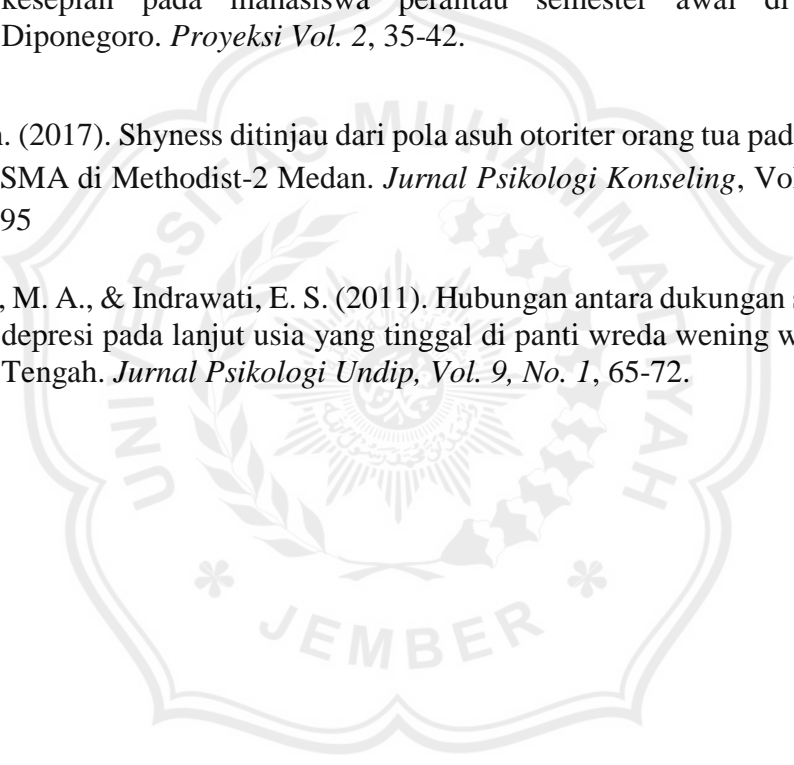 kesepian pada mahasiswa perantau semester awal di
Diponegoro. Proyeksi Vol. 2, 35-42.
(2017). Shyness ditinjau dari pola asuh otoriter orang tua pad
SMA di Methodist-2 Medan. Jurnal Psikologi Konseling, Vol
95
, M. A., & Indrawati, E. S. (2011). Hubungan antara dukungan s
depresi pada lanjut usia yang tinggal di panti wreda wening w
Tengah. Jurnal Psikologi Undip, Vol. 9, No. 1, 65-72.
UNIVERSITAS MUHAMMADIYAH
JEMBER